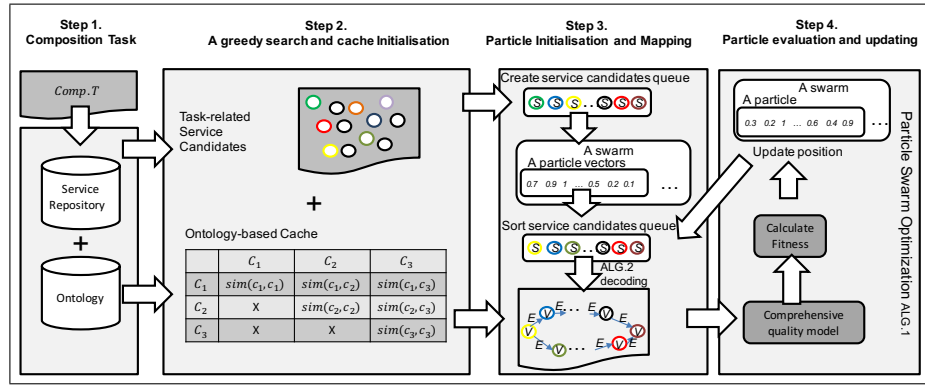 Step 1.
Composition Task
Step 2.
A greedy search and cache Initialisation
Step 3.
Particle Initialisation and Mapping
Step 4.
Particle evaluation and updating
Comp.T
Service
Repository
+
Ontology
Task-related
Service
Candidates
+
Ontology-based Cache
C₁ C₂ C₃
C₁ sim(c₁,c₁) sim(c₁,c₂) sim(c₁,c₃)
C₂ X sim(c₂,c₂) sim(c₂,c₃)
C₃ X X sim(c₃,c₃)
Create service candidates queue
S S S .. S S S
A swarm
A particle vectors
0.7 0.9 1 ... 0.5 0.2 0.1
...
Sort service candidates queue
S S S .. S S S
ALG.2
decoding
E V E ... V E
V V
E V ... E V E
A swarm
A particle
0.3 0.2 1 ... 0.6 0.4 0.9
...
Update position
Calculate
Fitness
Comprehensive
quality model
Particle Swarm Optimization ALG.1